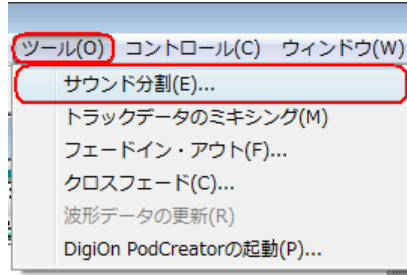 ツール(O) コントロール(C) ウィンドウ(W)
サウンド分割(E)...
トラックデータのミキシング(M)
フェードイン・アウト(F)...
クロスフェード(C)...
波形データの更新(R)
DigiOn PodCreatorの起動(P)...